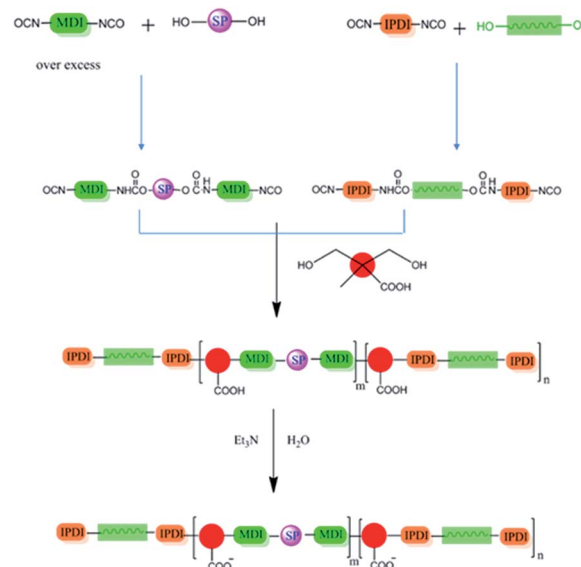 OCN MDI NCO + HO SP OH OCN IPDI NCO + HO O
over excess
OCN MDI NHCO O SP O CN H O MDI NCO OCN IPDI NHCO O O CN H O IPDI NCO
HO OH
COOH
IPDI IPDI MDI SP MDI IPDI IPDI
COOH m COOH n
Et3N H2O
IPDI IPDI MDI SP MDI IPDI IPDI
COO- m COO- n